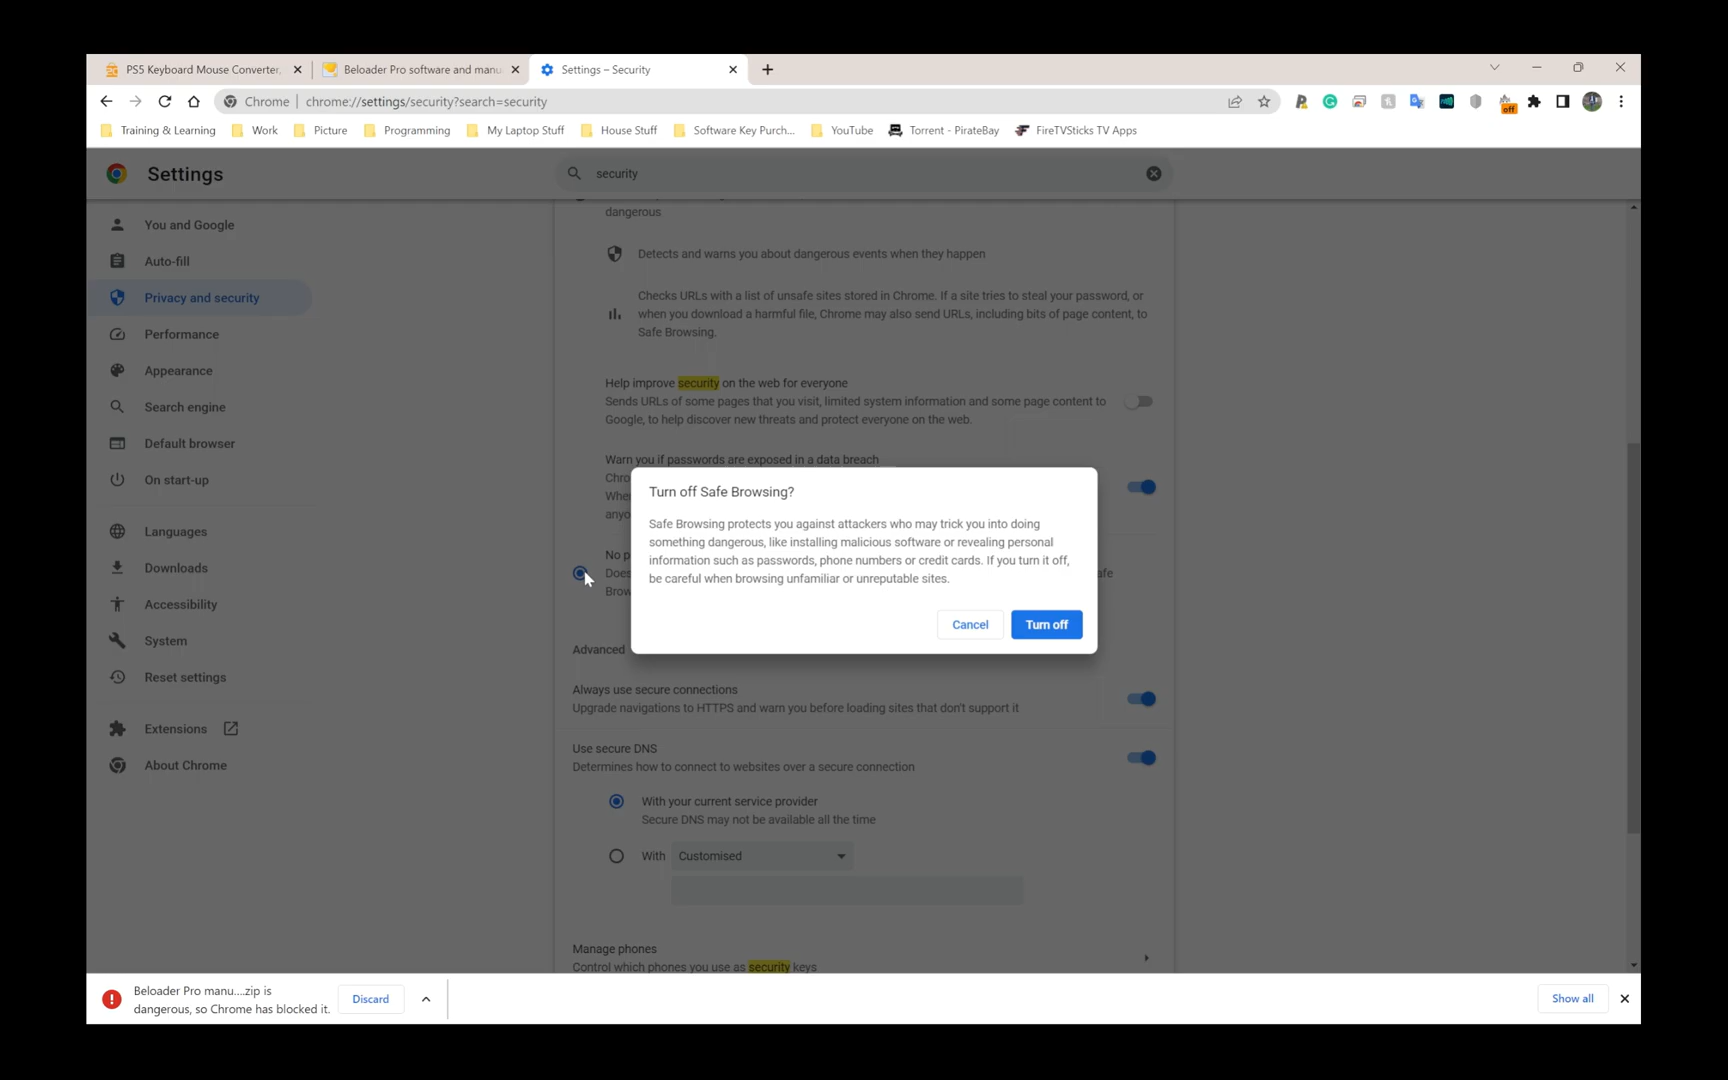 PS5 Keyboard Mouse Converter,
Beloader Pro software and manu
Settings – Security
Chrome
chrome://settings/security?search=security
off
Training & Learning
Work
Picture
Programming
My Laptop Stuff
House Stuff
Software Key Purch...
YouTube
Torrent - PirateBay
FireTVSticks TV Apps
Settings
security
You and Google
Auto-fill
Privacy and security
Performance
Appearance
Search engine
Default browser
On start-up
Languages
Downloads
Accessibility
System
Reset settings
Extensions
About Chrome
dangerous
Detects and warns you about dangerous events when they happen
Checks URLs with a list of unsafe sites stored in Chrome. If a site tries to steal your password, or
when you download a harmful file, Chrome may also send URLs, including bits of page content, to
Safe Browsing.
Help improve security on the web for everyone
Sends URLs of some pages that you visit, limited system information and some page content to
Google, to help discover new threats and protect everyone on the web.
Warn you if passwords are exposed in a data breach
Chro
Whe
anyo
No p
Does
afe
Brow
Turn off Safe Browsing?
Safe Browsing protects you against attackers who may trick you into doing
something dangerous, like installing malicious software or revealing personal
information such as passwords, phone numbers or credit cards. If you turn it off,
be careful when browsing unfamiliar or unreputable sites.
Cancel
Turn off
Advanced
Always use secure connections
Upgrade navigations to HTTPS and warn you before loading sites that don't support it
Use secure DNS
Determines how to connect to websites over a secure connection
With your current service provider
Secure DNS may not be available all the time
With
Customised
Manage phones
Control which phones you use as security keys
Beloader Pro manu....zip is
dangerous, so Chrome has blocked it.
Discard
Show all